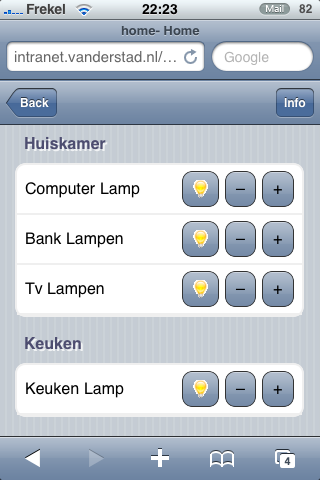 Frekel 22:23 Mail 82
home- Home
intranet.vanderstad.nl/... Google
Back Info
Huiskamer
Computer Lamp − +
Bank Lampen − +
Tv Lampen − +
Keuken
Keuken Lamp − +
4